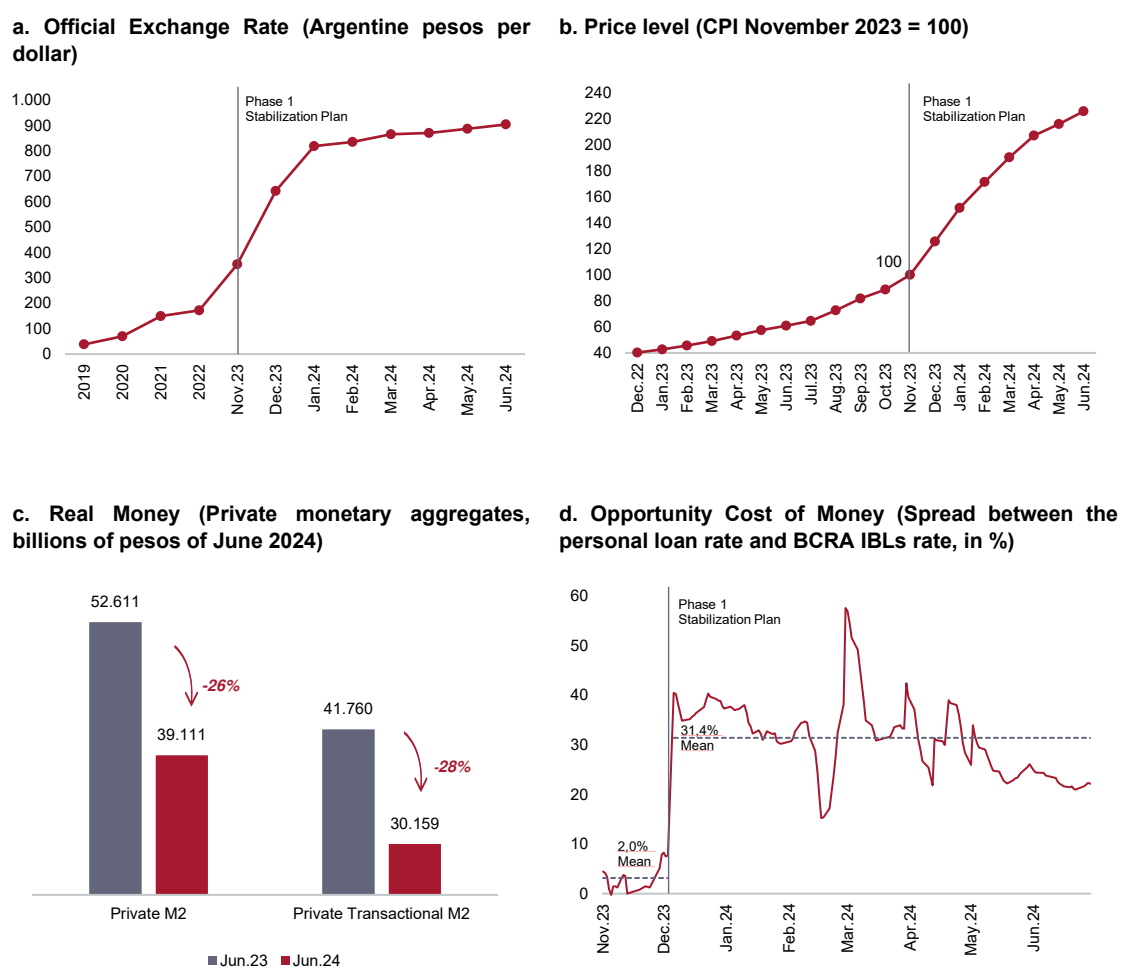 a. Official Exchange Rate (Argentine pesos per
dollar)
1.000
900
800
700
600
500
400
300
200
100
0
Phase 1
Stabilization Plan
2019
2020
2021
2022
Nov.23
Dec.23
Jan.24
Feb.24
Mar.24
Apr.24
May.24
Jun.24
b. Price level (CPI November 2023 = 100)
240
220
200
180
160
140
120
100
80
60
40
Phase 1
Stabilization Plan
100
Dec.22
Jan.23
Feb.23
Mar.23
Apr.23
May.23
Jun.23
Jul.23
Aug.23
Sep.23
Oct.23
Nov.23
Dec.23
Jan.24
Feb.24
Mar.24
Apr.24
May.24
Jun.24
c. Real Money (Private monetary aggregates,
billions of pesos of June 2024)
52.611
-26%
39.111
41.760
-28%
30.159
Private M2
Private Transactional M2
Jun.23
Jun.24
d. Opportunity Cost of Money (Spread between the
personal loan rate and BCRA IBLs rate, in %)
60
50
40
30
20
10
0
Phase 1
Stabilization Plan
31,4%
Mean
2,0%
Mean
Nov.23
Dec.23
Jan.24
Feb.24
Mar.24
Apr.24
May.24
Jun.24